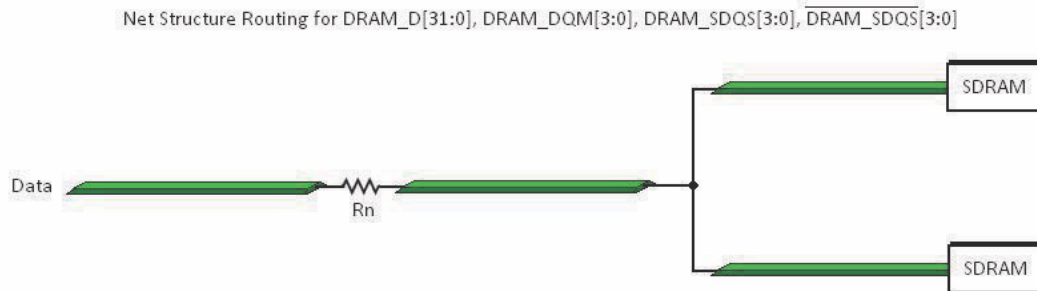 Net Structure Routing for DRAM_D[31:0], DRAM_DQM[3:0], DRAM_SDQS[3:0], DRAM_SDQS[3:0]
SDRAM
Data
Rn
SDRAM